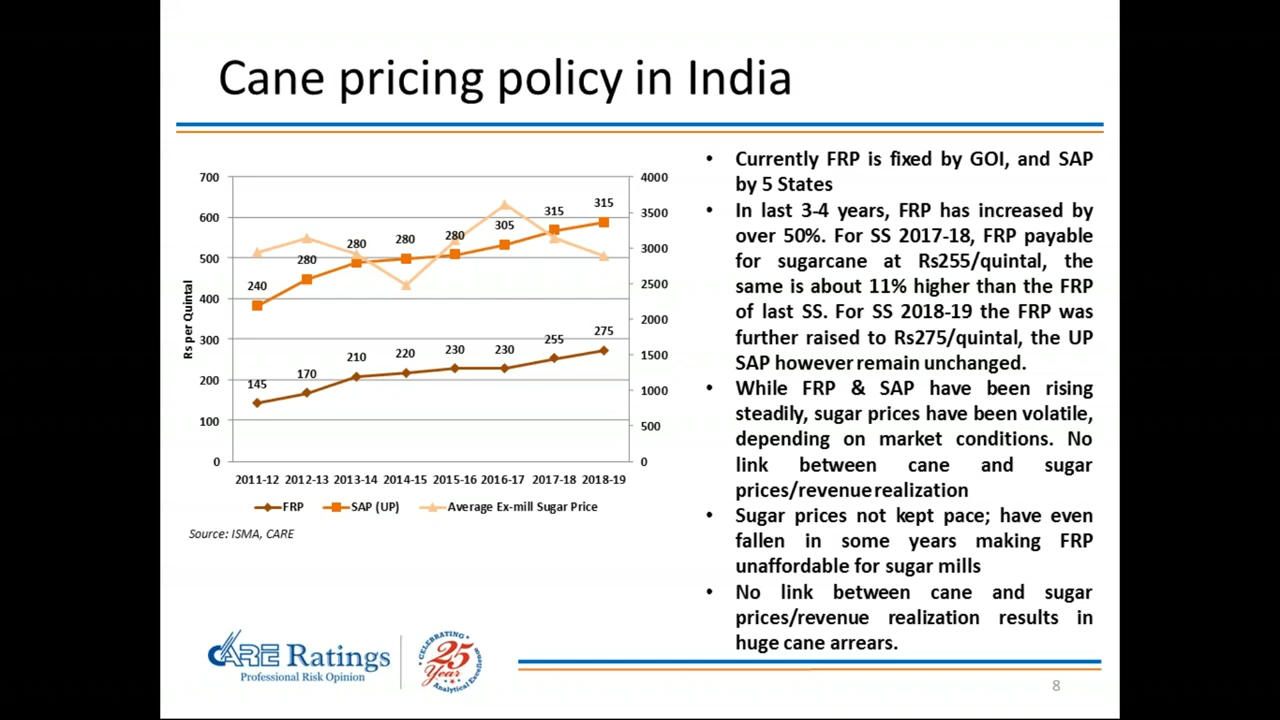 Cane pricing policy in India
700
600
500
400
300
200
100
0
Rs per Quintal
4000
3500
3000
2500
2000
1500
1000
500
0
240
280
280
280
280
305
315
315
145
170
210
220
230
230
255
275
2011-12 2012-13 2013-14 2014-15 2015-16 2016-17 2017-18 2018-19
FRP SAP (UP) Average Ex-mill Sugar Price
Source: ISMA, CARE
• Currently FRP is fixed by GOI, and SAP
by 5 States
• In last 3-4 years, FRP has increased by
over 50%. For SS 2017-18, FRP payable
for sugarcane at Rs255/quintal, the
same is about 11% higher than the FRP
of last SS. For SS 2018-19 the FRP was
further raised to Rs275/quintal, the UP
SAP however remain unchanged.
• While FRP & SAP have been rising
steadily, sugar prices have been volatile,
depending on market conditions. No
link between cane and sugar
prices/revenue realization
• Sugar prices not kept pace; have even
fallen in some years making FRP
unaffordable for sugar mills
• No link between cane and sugar
prices/revenue realization results in
huge cane arrears.
CARE Ratings
Professional Risk Opinion
CELEBRATING
25
Year
Analytical Excellence
8